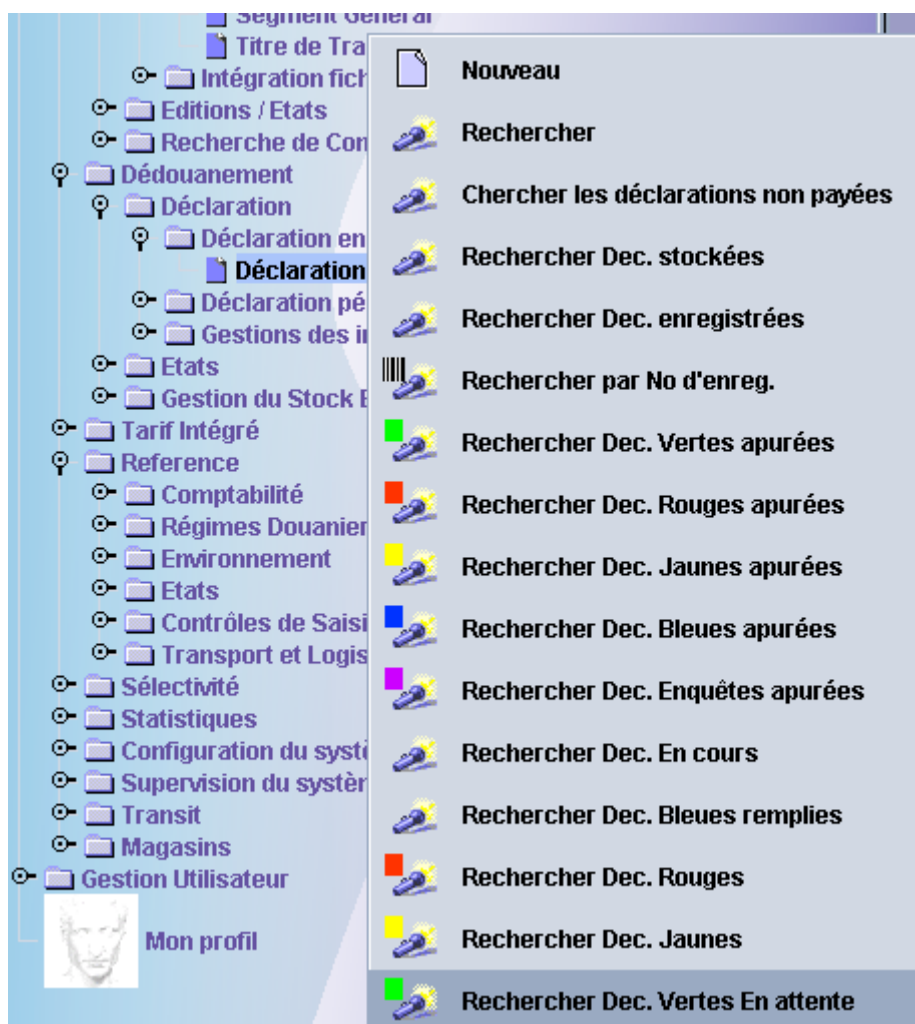 Segment General
Titre de Tra
Intégration fich
Editions / Etats
Recherche de Con
Dédouanement
Déclaration
Déclaration en
Déclaration
Déclaration pé
Gestions des in
Etats
Gestion du Stock E
Tarif Intégré
Reference
Comptabilité
Régimes Douanier
Environnement
Etats
Contrôles de Saisi
Transport et Logis
Sélectivité
Statistiques
Configuration du systè
Supervision du systèm
Transit
Magasins
Gestion Utilisateur
Mon profil
Nouveau
Rechercher
Chercher les déclarations non payées
Rechercher Dec. stockées
Rechercher Dec. enregistrées
Rechercher par No d'enreg.
Rechercher Dec. Vertes apurées
Rechercher Dec. Rouges apurées
Rechercher Dec. Jaunes apurées
Rechercher Dec. Bleues apurées
Rechercher Dec. Enquêtes apurées
Rechercher Dec. En cours
Rechercher Dec. Bleues remplies
Rechercher Dec. Rouges
Rechercher Dec. Jaunes
Rechercher Dec. Vertes En attente